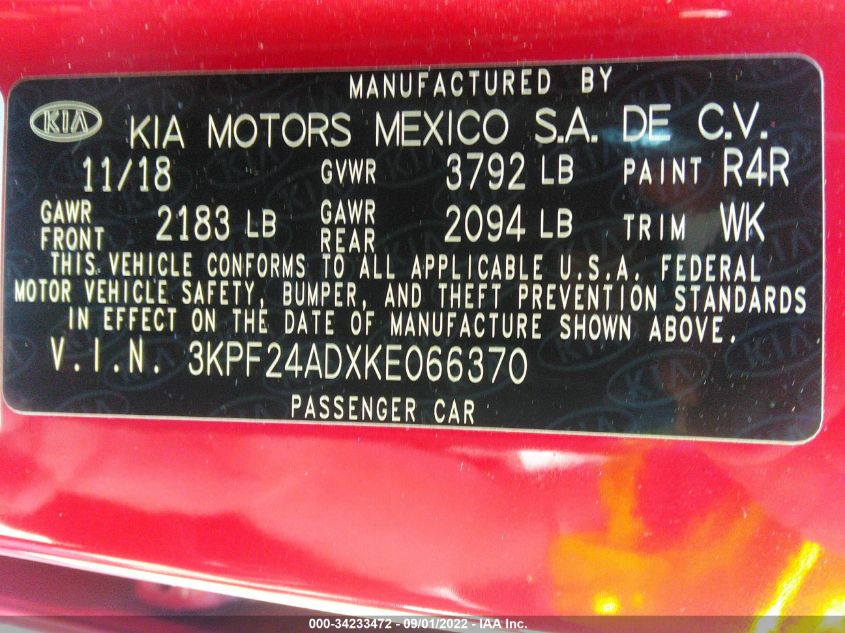 MANUFACTURED BY
KIA KIA MOTORS MEXICO S.A. DE C.V.
11/18 GVWR 3792 LB PAINT R4R
GAWR FRONT 2183 LB GAWR REAR 2094 LB TRIM WK
THIS VEHICLE CONFORMS TO ALL APPLICABLE U.S.A. FEDERAL
MOTOR VEHICLE SAFETY, BUMPER, AND THEFT PREVENTION STANDARDS
IN EFFECT ON THE DATE OF MANUFACTURE SHOWN ABOVE.
V.I.N. 3KPF24ADXKE066370
PASSENGER CAR
000-34233472 - 09/01/2022 - IAA Inc.